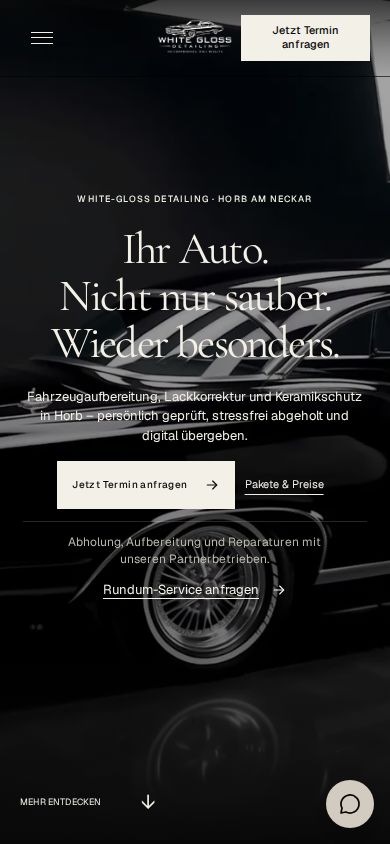 WHITE GLOSS
DETAILING
Jetzt Termin
anfragen
WHITE-GLOSS DETAILING · HORB AM NECKAR
Ihr Auto.
Nicht nur sauber.
Wieder besonders.
Fahrzeugaufbereitung, Lackkorrektur und Keramikschutz
in Horb – persönlich geprüft, stressfrei abgeholt und
digital übergeben.
Jetzt Termin anfragen →
Pakete & Preise
Abholung, Aufbereitung und Reparaturen mit
unseren Partnerbetrieben.
Rundum-Service anfragen →
MEHR ENTDECKEN ↓